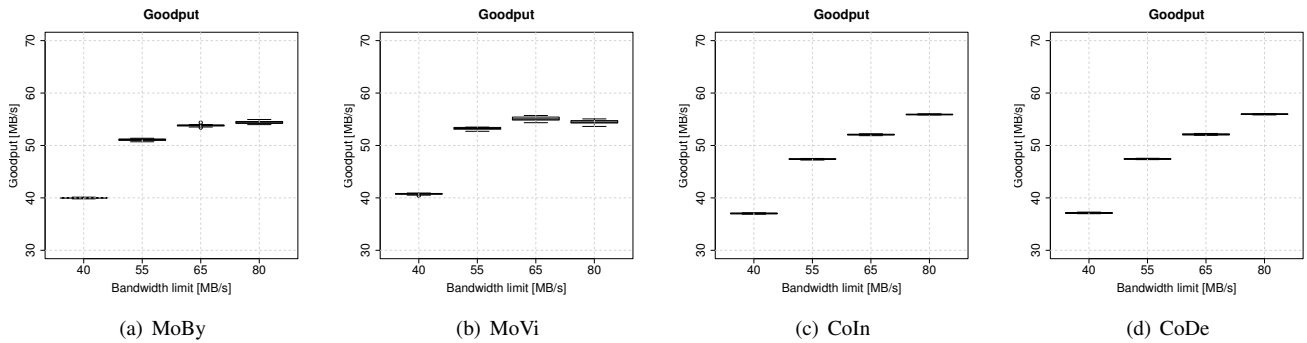 Goodput
Goodput [MB/s]
70
60
50
40
30
40 55 65 80
Bandwidth limit [MB/s]
(a) MoBy
Goodput
Goodput [MB/s]
70
60
50
40
30
40 55 65 80
Bandwidth limit [MB/s]
(b) MoVi
Goodput
Goodput [MB/s]
70
60
50
40
30
40 55 65 80
Bandwidth limit [MB/s]
(c) CoIn
Goodput
Goodput [MB/s]
70
60
50
40
30
40 55 65 80
Bandwidth limit [MB/s]
(d) CoDe